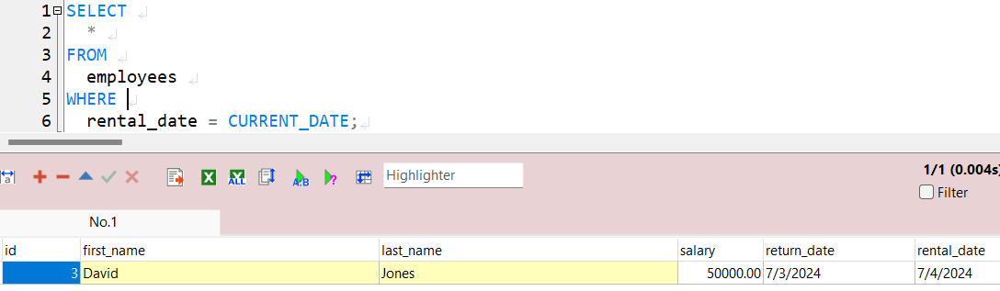 1 SELECT
2 *
3 FROM
4 employees
5 WHERE
6 rental_date = CURRENT_DATE;
a A.B ALL ? Highlighter 1/1 (0.004s)
Filter
No.1
id first_name last_name salary return_date rental_date
3 David Jones 50000.00 7/3/2024 7/4/2024